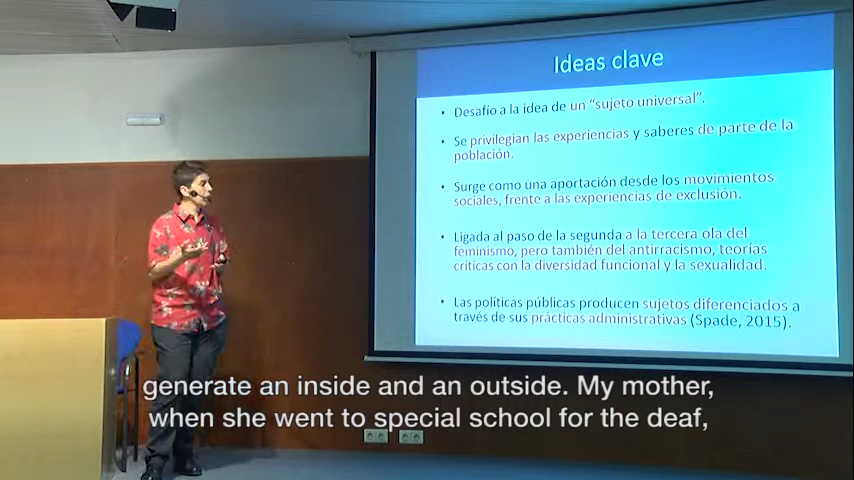 Ideas clave
• Desafío a la idea de un “sujeto universal”.
• Se privilegian las experiencias y saberes de parte de la
población.
• Surge como una aportación desde los movimientos
sociales, frente a las experiencias de exclusión.
• Ligada al paso de la segunda a la tercera ola del
feminismo, pero también del antirracismo, teorías
críticas con la diversidad funcional y la sexualidad.
• Las políticas públicas producen sujetos diferenciados a
través de sus prácticas administrativas (Spade, 2015).
generate an inside and an outside. My mother,
when she went to special school for the deaf,